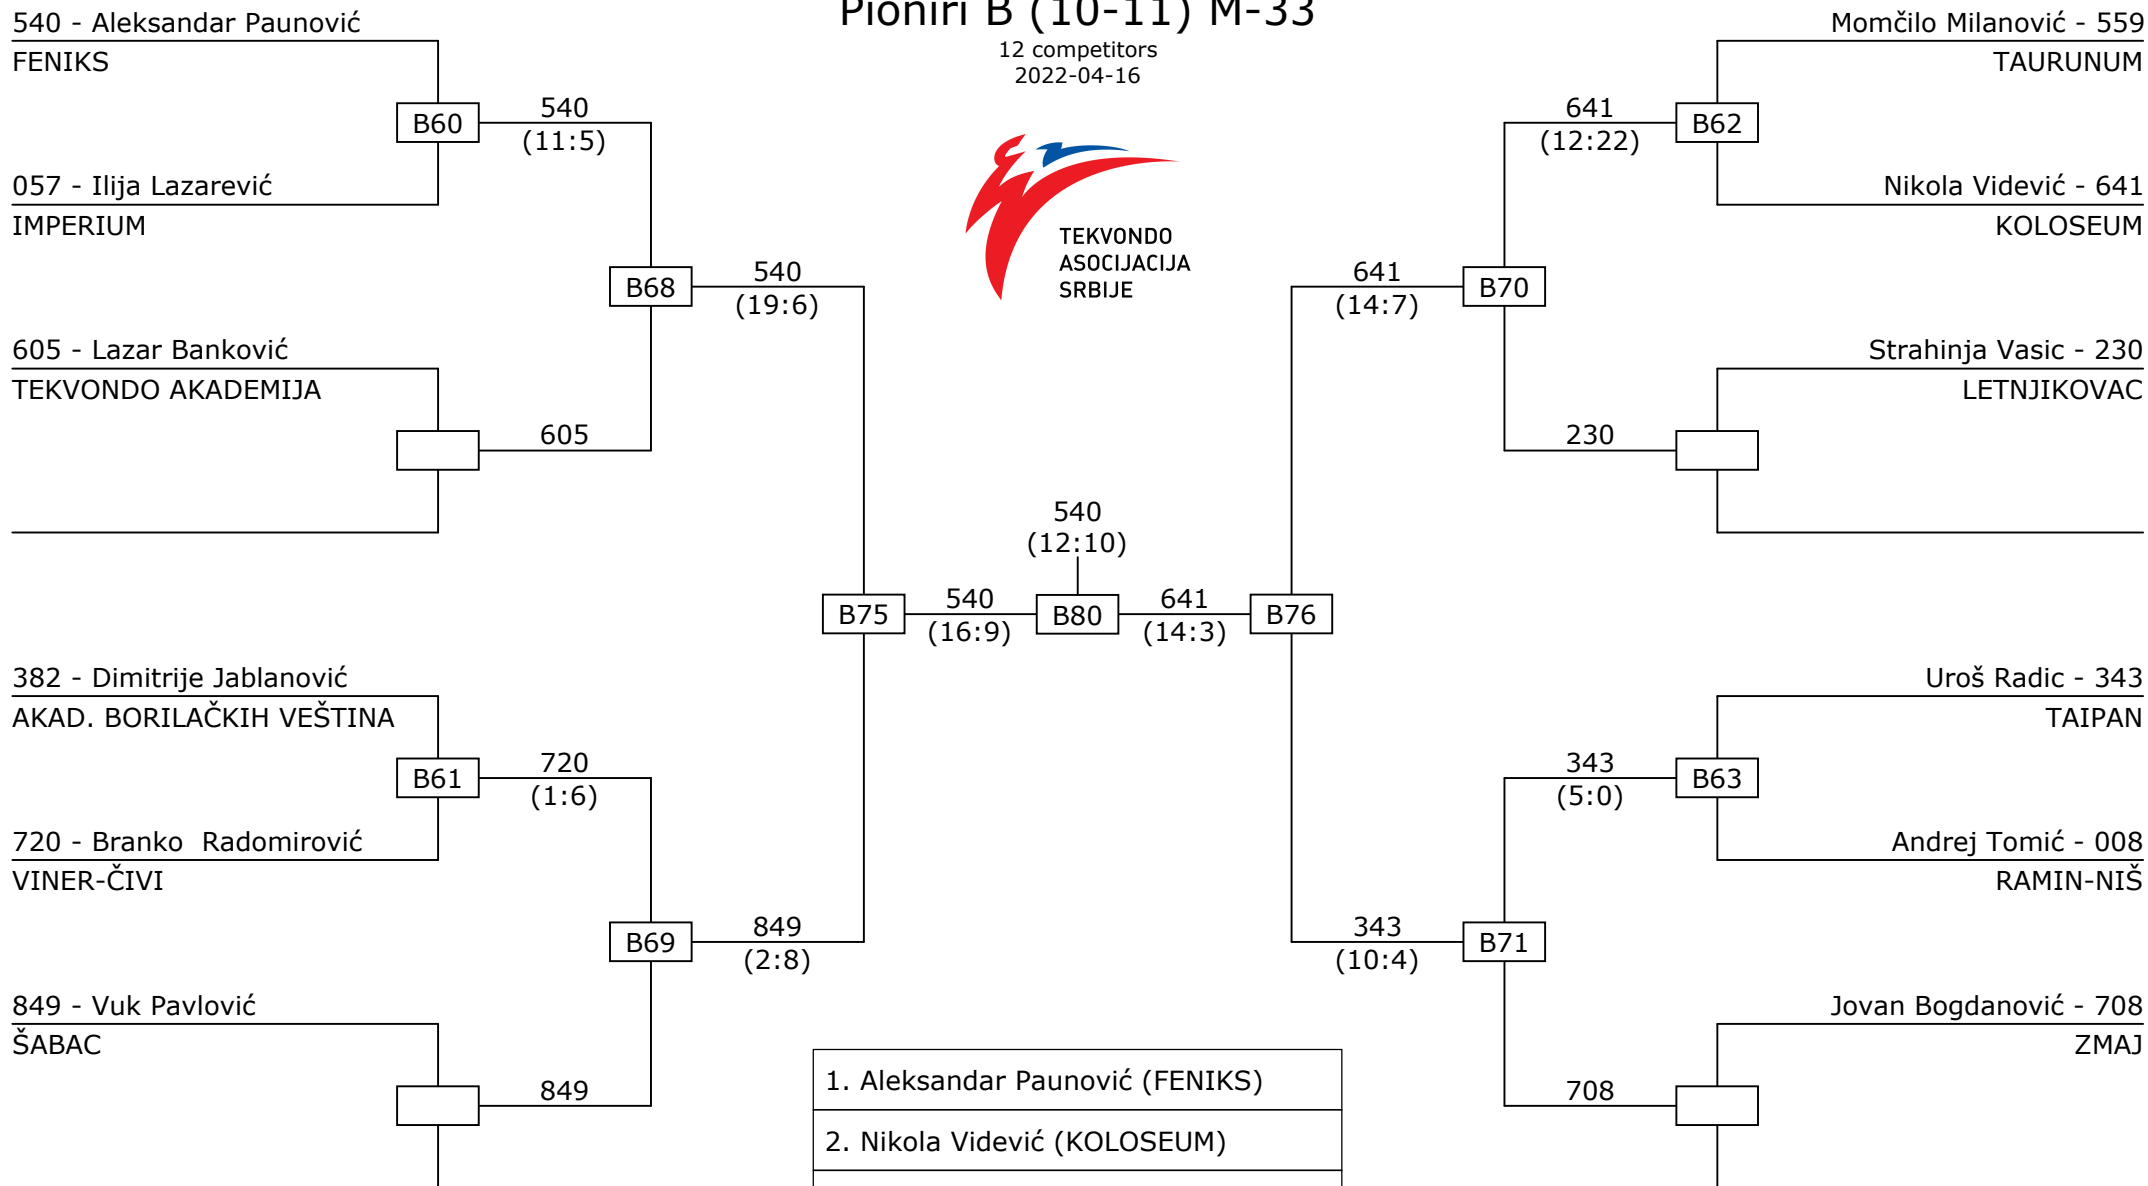 Pioniri B (10-11) M-33
12 competitors
2022-04-16
TEKVONDO
ASOCIJACIJA
SRBIJE
540 - Aleksandar Paunović
FENIKS
B60
540
(11:5)
057 - Ilija Lazarević
IMPERIUM
B68
540
(19:6)
605 - Lazar Banković
TEKVONDO AKADEMIJA
605
382 - Dimitrije Jablanović
AKAD. BORILAČKIH VEŠTINA
B61
720
(1:6)
720 - Branko  Radomirović
VINER-ČIVI
B69
849
(2:8)
849 - Vuk Pavlović
ŠABAC
849
B75
540
(16:9)
540
(12:10)
B80
641
(14:3)
B76
Momčilo Milanović - 559
TAURUNUM
641
(12:22)
B62
Nikola Vidević - 641
KOLOSEUM
641
(14:7)
B70
Strahinja Vasic - 230
LETNJIKOVAC
230
Uroš Radic - 343
TAIPAN
343
(5:0)
B63
Andrej Tomić - 008
RAMIN-NIŠ
343
(10:4)
B71
Jovan Bogdanović - 708
ZMAJ
708
1. Aleksandar Paunović (FENIKS)
2. Nikola Vidević (KOLOSEUM)